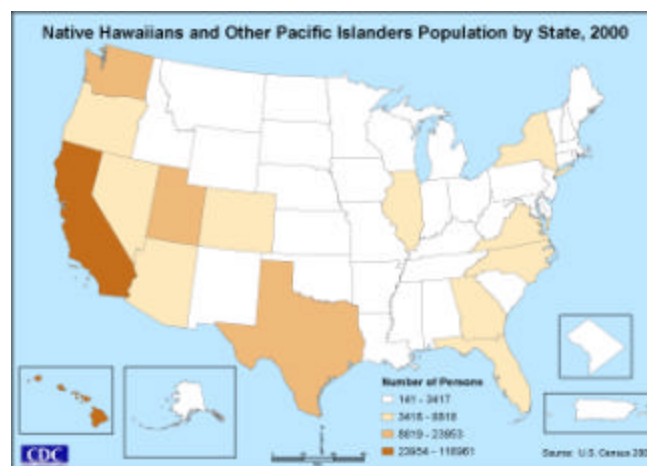 Native Hawaiians and Other Pacific Islanders Population by State, 2000
Number of Persons
141 - 3417
3418 - 8818
8819 - 23953
23954 - 116961
CDC
Source: U.S. Census